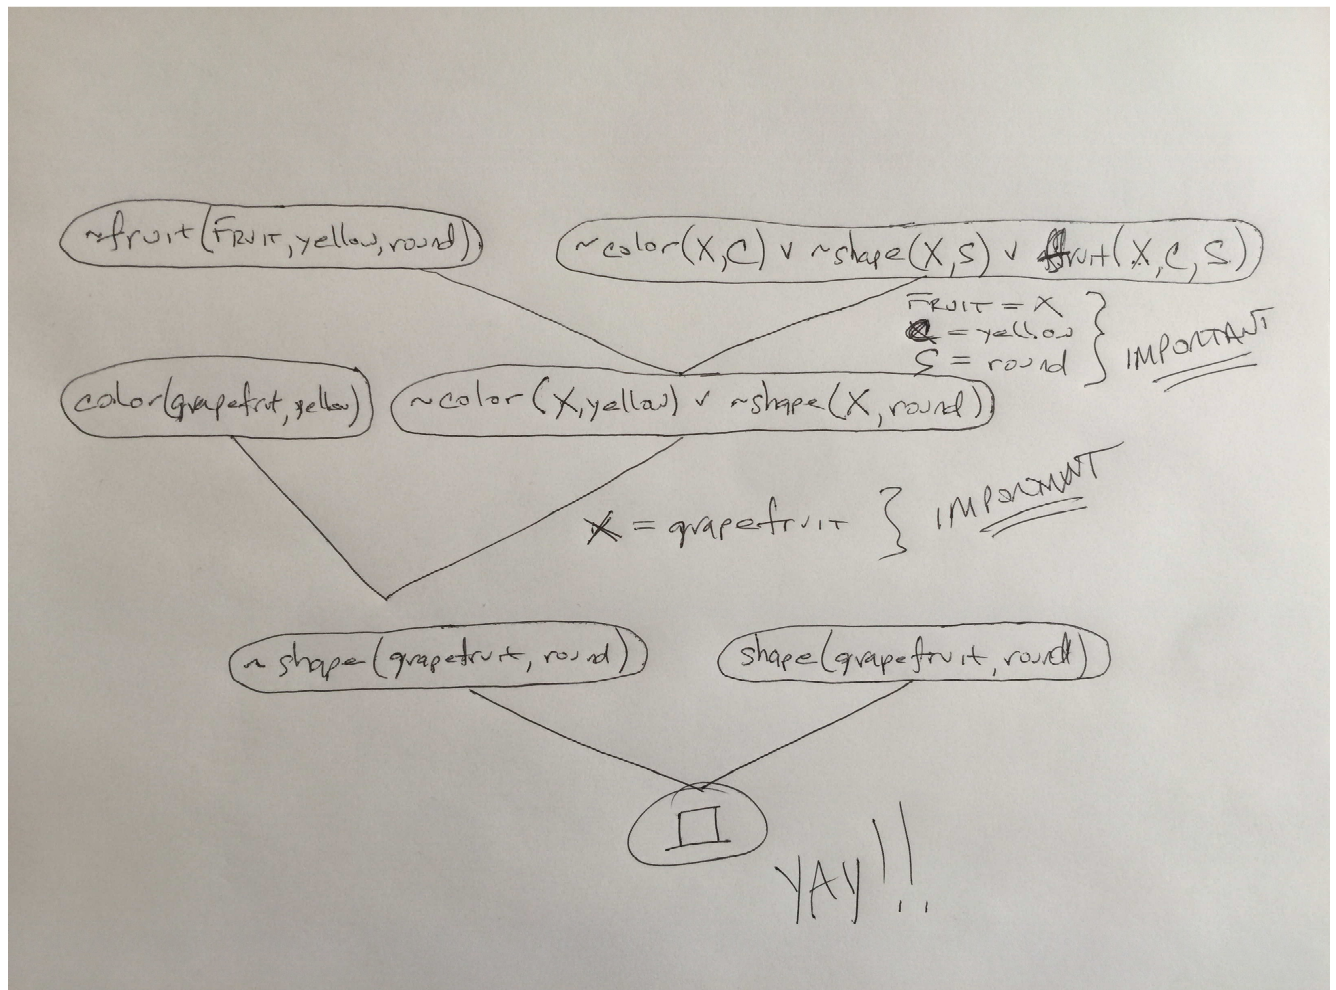 ~fruit(FRUIT, yellow, round)
~color(X,C) v ~shape(X,S) v fruit(X,C,S)
FRUIT = X
C = yellow
S = round
} IMPORTANT
color(grapefruit, yellow)
~color(X,yellow) v ~shape(X,round)
X = grapefruit } IMPORTANT
~shape(grapefruit, round)
shape(grapefruit, round)
□
YAY!!